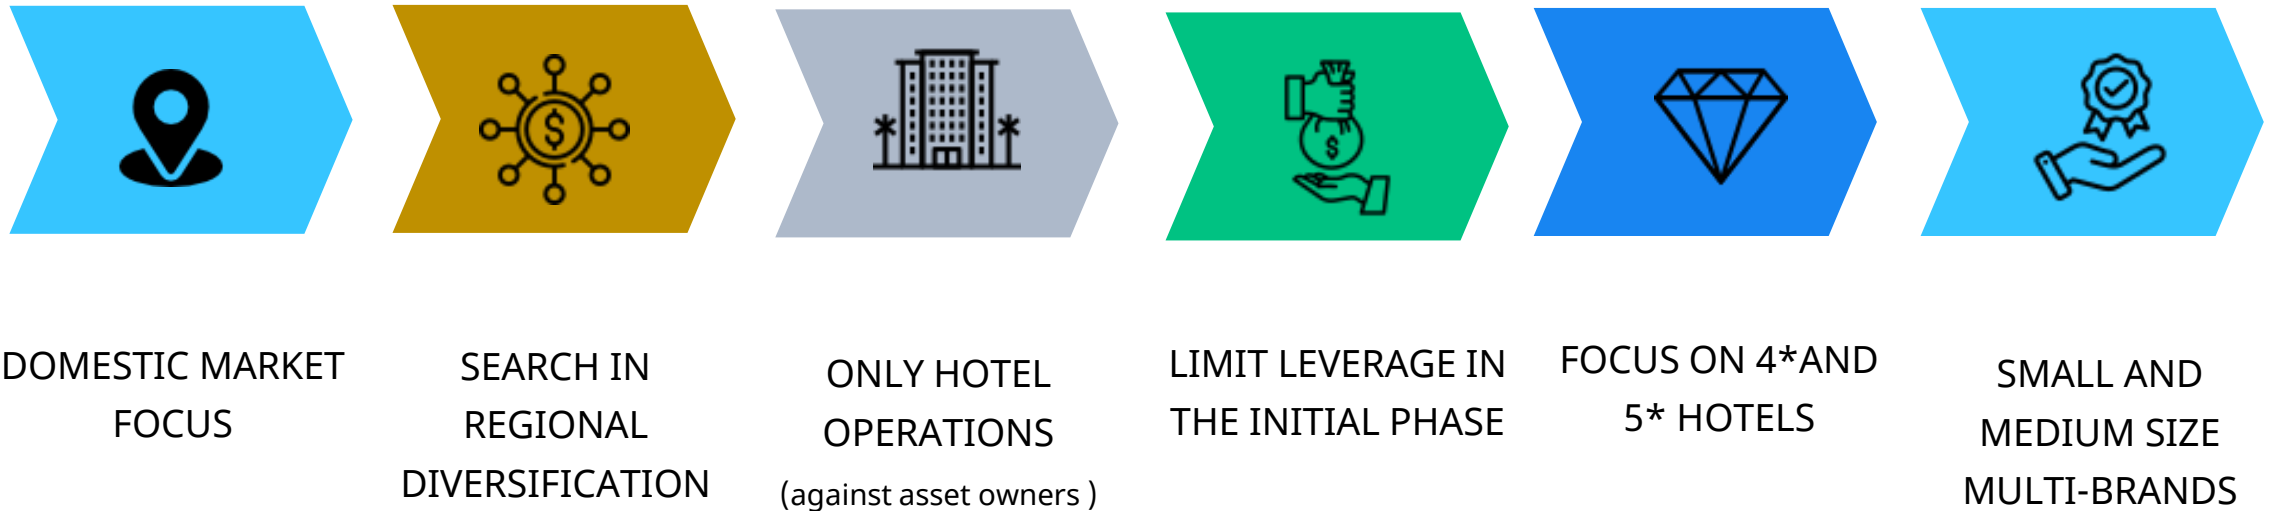 DOMESTIC MARKET
FOCUS
SEARCH IN
REGIONAL
DIVERSIFICATION
ONLY HOTEL
OPERATIONS
(against asset owners )
LIMIT LEVERAGE IN
THE INITIAL PHASE
FOCUS ON 4*AND
5* HOTELS
SMALL AND
MEDIUM SIZE
MULTI-BRANDS